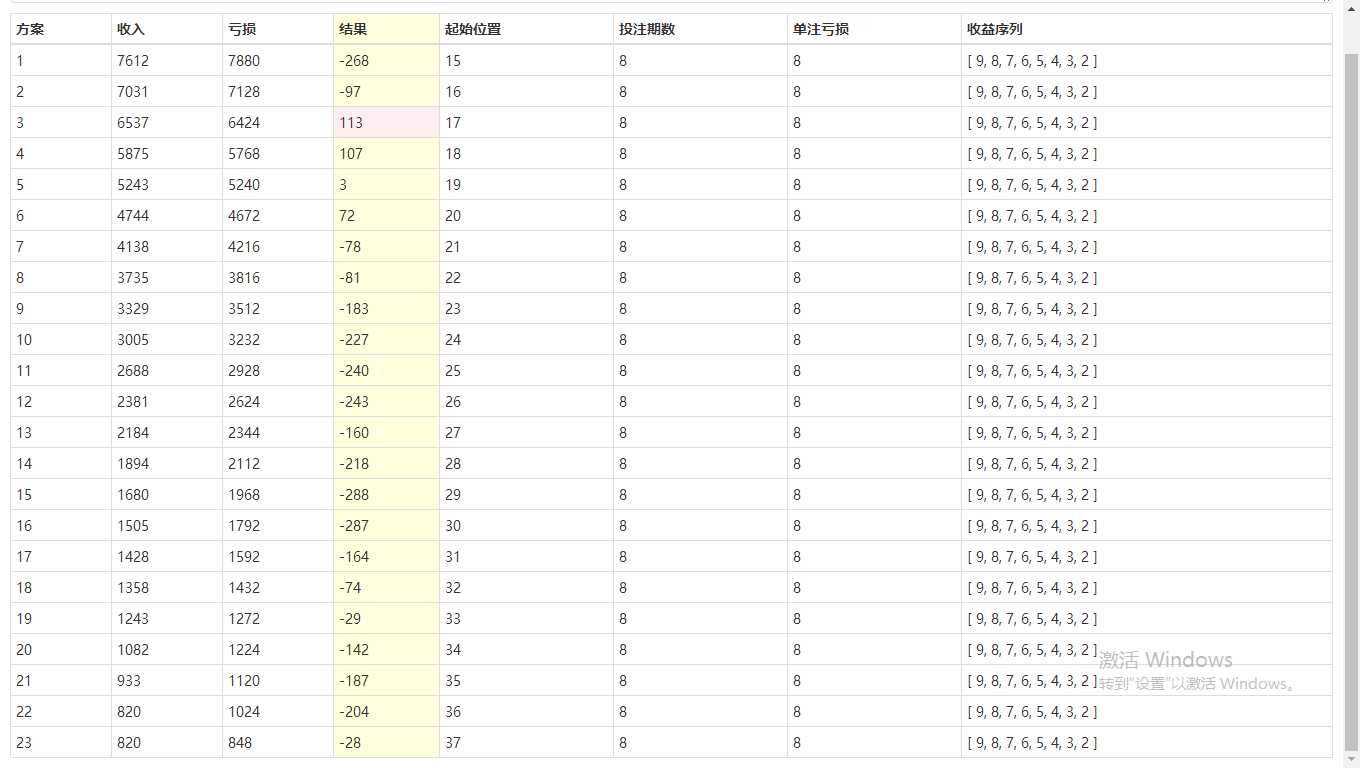 方案 收入 亏损 结果 起始位置 投注期数 单注亏损 收益序列
1 7612 7880 -268 15 8 8 [ 9, 8, 7, 6, 5, 4, 3, 2 ]
2 7031 7128 -97 16 8 8 [ 9, 8, 7, 6, 5, 4, 3, 2 ]
3 6537 6424 113 17 8 8 [ 9, 8, 7, 6, 5, 4, 3, 2 ]
4 5875 5768 107 18 8 8 [ 9, 8, 7, 6, 5, 4, 3, 2 ]
5 5243 5240 3 19 8 8 [ 9, 8, 7, 6, 5, 4, 3, 2 ]
6 4744 4672 72 20 8 8 [ 9, 8, 7, 6, 5, 4, 3, 2 ]
7 4138 4216 -78 21 8 8 [ 9, 8, 7, 6, 5, 4, 3, 2 ]
8 3735 3816 -81 22 8 8 [ 9, 8, 7, 6, 5, 4, 3, 2 ]
9 3329 3512 -183 23 8 8 [ 9, 8, 7, 6, 5, 4, 3, 2 ]
10 3005 3232 -227 24 8 8 [ 9, 8, 7, 6, 5, 4, 3, 2 ]
11 2688 2928 -240 25 8 8 [ 9, 8, 7, 6, 5, 4, 3, 2 ]
12 2381 2624 -243 26 8 8 [ 9, 8, 7, 6, 5, 4, 3, 2 ]
13 2184 2344 -160 27 8 8 [ 9, 8, 7, 6, 5, 4, 3, 2 ]
14 1894 2112 -218 28 8 8 [ 9, 8, 7, 6, 5, 4, 3, 2 ]
15 1680 1968 -288 29 8 8 [ 9, 8, 7, 6, 5, 4, 3, 2 ]
16 1505 1792 -287 30 8 8 [ 9, 8, 7, 6, 5, 4, 3, 2 ]
17 1428 1592 -164 31 8 8 [ 9, 8, 7, 6, 5, 4, 3, 2 ]
18 1358 1432 -74 32 8 8 [ 9, 8, 7, 6, 5, 4, 3, 2 ]
19 1243 1272 -29 33 8 8 [ 9, 8, 7, 6, 5, 4, 3, 2 ]
20 1082 1224 -142 34 8 8 [ 9, 8, 7, 6, 5, 4, 3, 2 ]
激活 Windows
21 933 1120 -187 35 8 8 [ 9, 8, 7, 6, 5, 4, 3, 2 ]
转到"设置"以激活 Windows。
22 820 1024 -204 36 8 8 [ 9, 8, 7, 6, 5, 4, 3, 2 ]
23 820 848 -28 37 8 8 [ 9, 8, 7, 6, 5, 4, 3, 2 ]